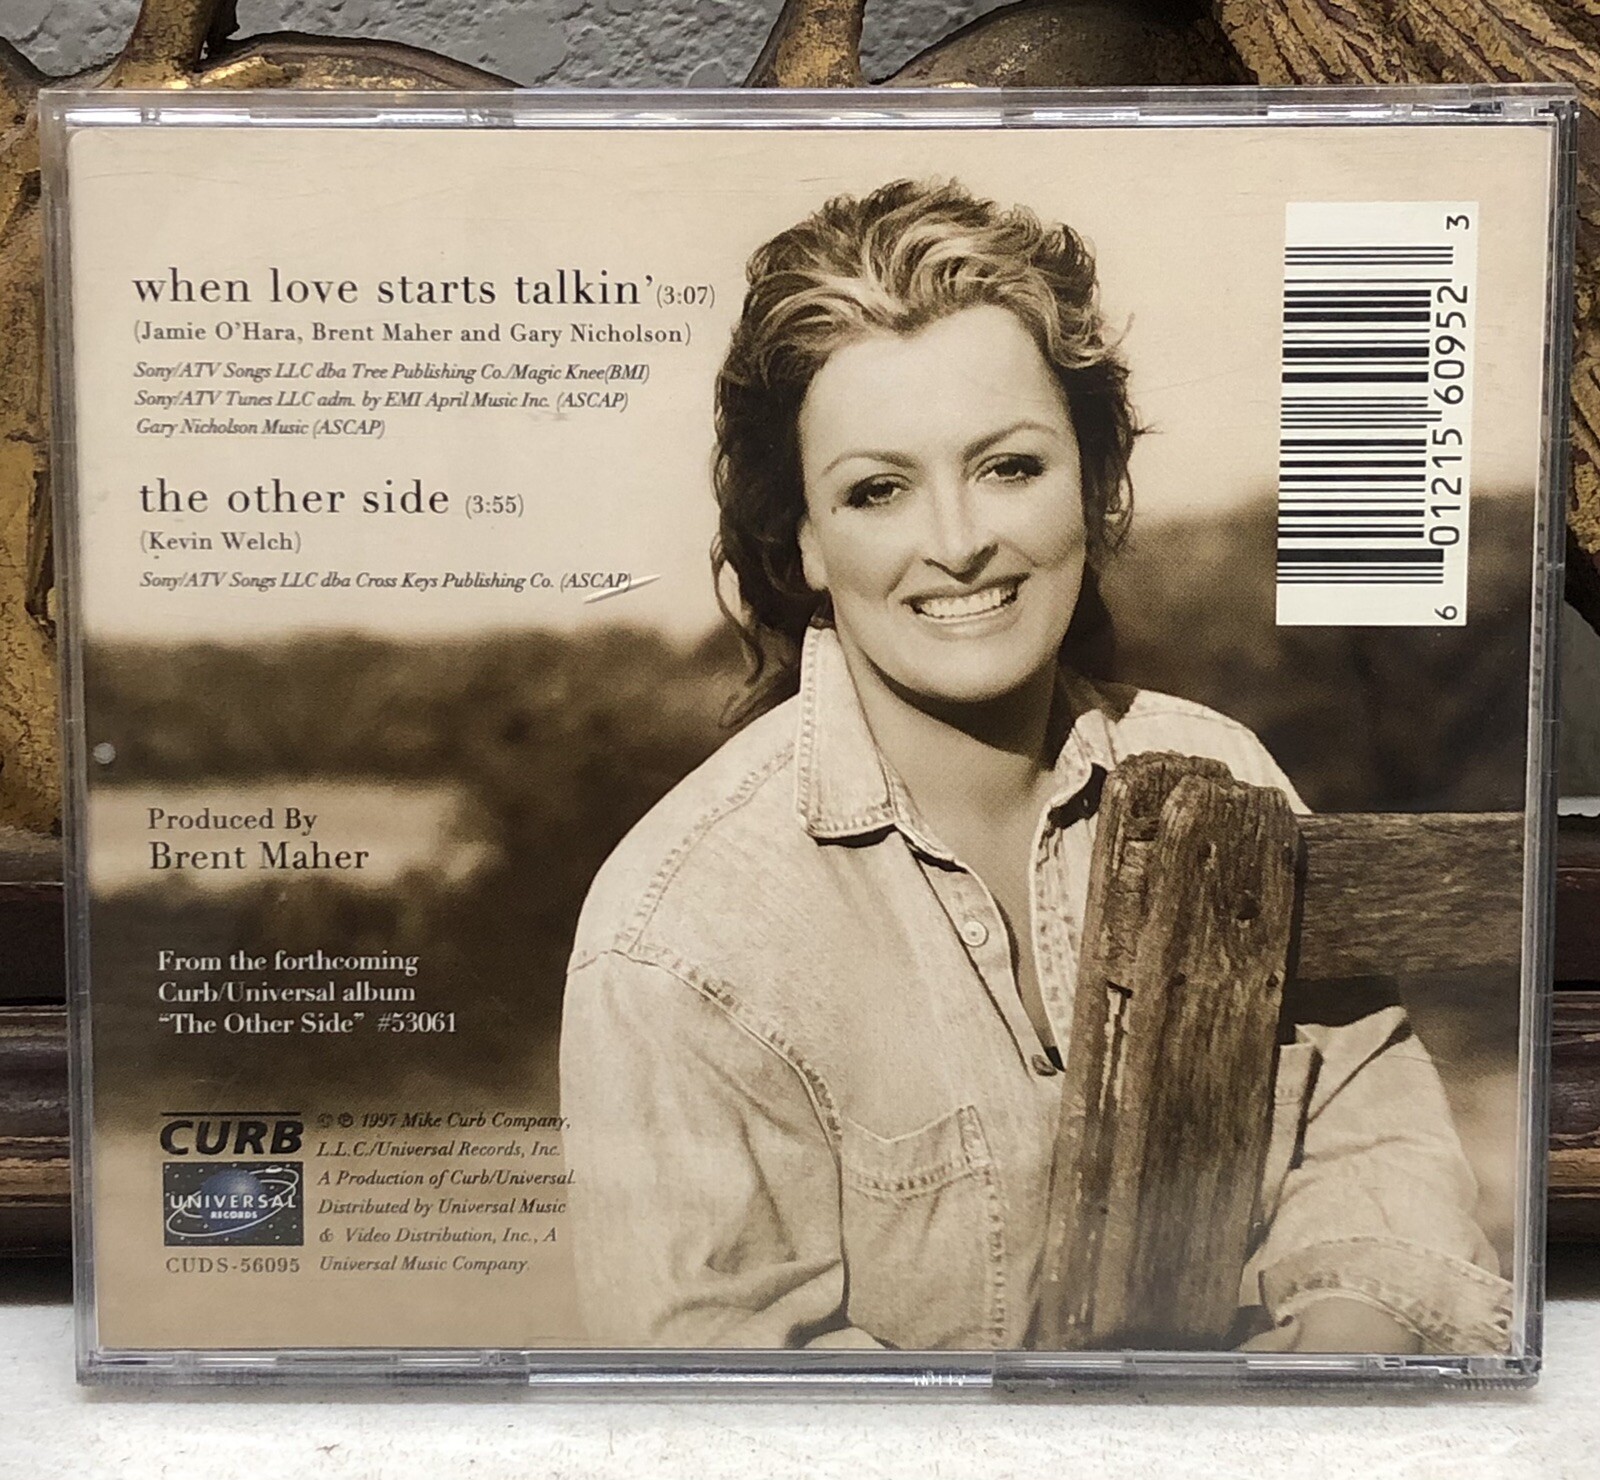 when love starts talkin' (3:07)
(Jamie O'Hara, Brent Maher and Gary Nicholson)
Sony/ATV Songs LLC dba Tree Publishing Co./Magic Knee(BMI)
Sony/ATV Tunes LLC adm. by EMI April Music Inc. (ASCAP)
Gary Nicholson Music (ASCAP)
the other side (3:55)
(Kevin Welch)
Sony/ATV Songs LLC dba Cross Keys Publishing Co. (ASCAP)
6 01215 60952 3
Produced By
Brent Maher
From the forthcoming
Curb/Universal album
"The Other Side" #53061
CURB
UNIVERSAL
RECORDS
CUDS-56095
© ℗ 1997 Mike Curb Company,
L.L.C./Universal Records, Inc.
A Production of Curb/Universal.
Distributed by Universal Music
& Video Distribution, Inc., A
Universal Music Company.